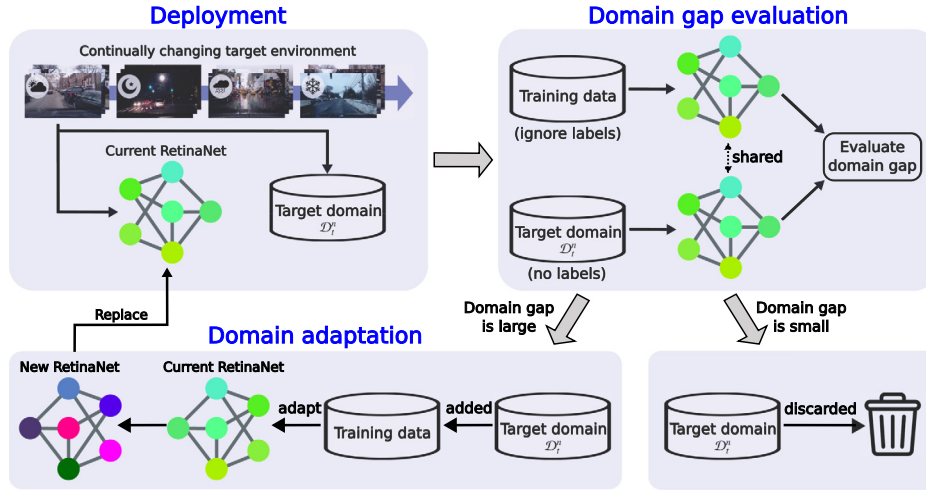 Deployment
Continually changing target environment
Current RetinaNet
Target domain
𝒟ₜⁿ
Domain gap evaluation
Training data
(ignore labels)
shared
Evaluate
domain gap
Target domain
𝒟ₜⁿ
(no labels)
Domain gap
is large
Domain gap
is small
Replace
Domain adaptation
New RetinaNet
Current RetinaNet
adapt
Training data
added
Target domain
𝒟ₜⁿ
Target domain
𝒟ₜⁿ
discarded